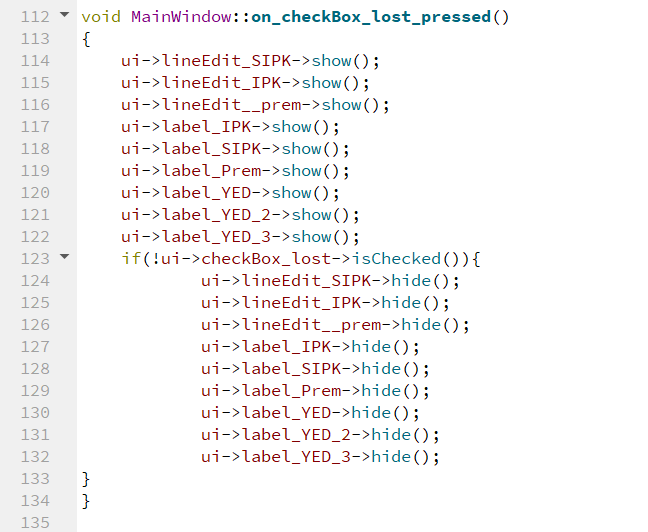 112 void MainWindow::on_checkBox_lost_pressed()
113 {
114     ui->lineEdit_SIPK->show();
115     ui->lineEdit_IPK->show();
116     ui->lineEdit__prem->show();
117     ui->label_IPK->show();
118     ui->label_SIPK->show();
119     ui->label_Prem->show();
120     ui->label_YED->show();
121     ui->label_YED_2->show();
122     ui->label_YED_3->show();
123     if(!ui->checkBox_lost->isChecked()){
124             ui->lineEdit_SIPK->hide();
125             ui->lineEdit_IPK->hide();
126             ui->lineEdit__prem->hide();
127             ui->label_IPK->hide();
128             ui->label_SIPK->hide();
129             ui->label_Prem->hide();
130             ui->label_YED->hide();
131             ui->label_YED_2->hide();
132             ui->label_YED_3->hide();
133 }
134 }
135